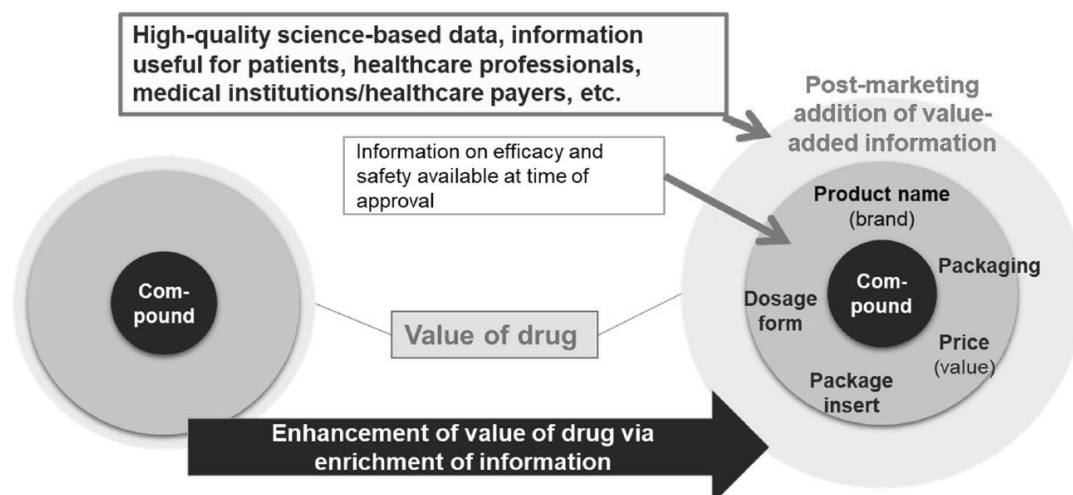 High-quality science-based data, information
useful for patients, healthcare professionals,
medical institutions/healthcare payers, etc.
Post-marketing
addition of value-
added information
Information on efficacy and
safety available at time of
approval
Product name
(brand)
Packaging
Com-
pound
Com-
pound
Dosage
form
Value of drug
Price
(value)
Package
insert
Enhancement of value of drug via
enrichment of information